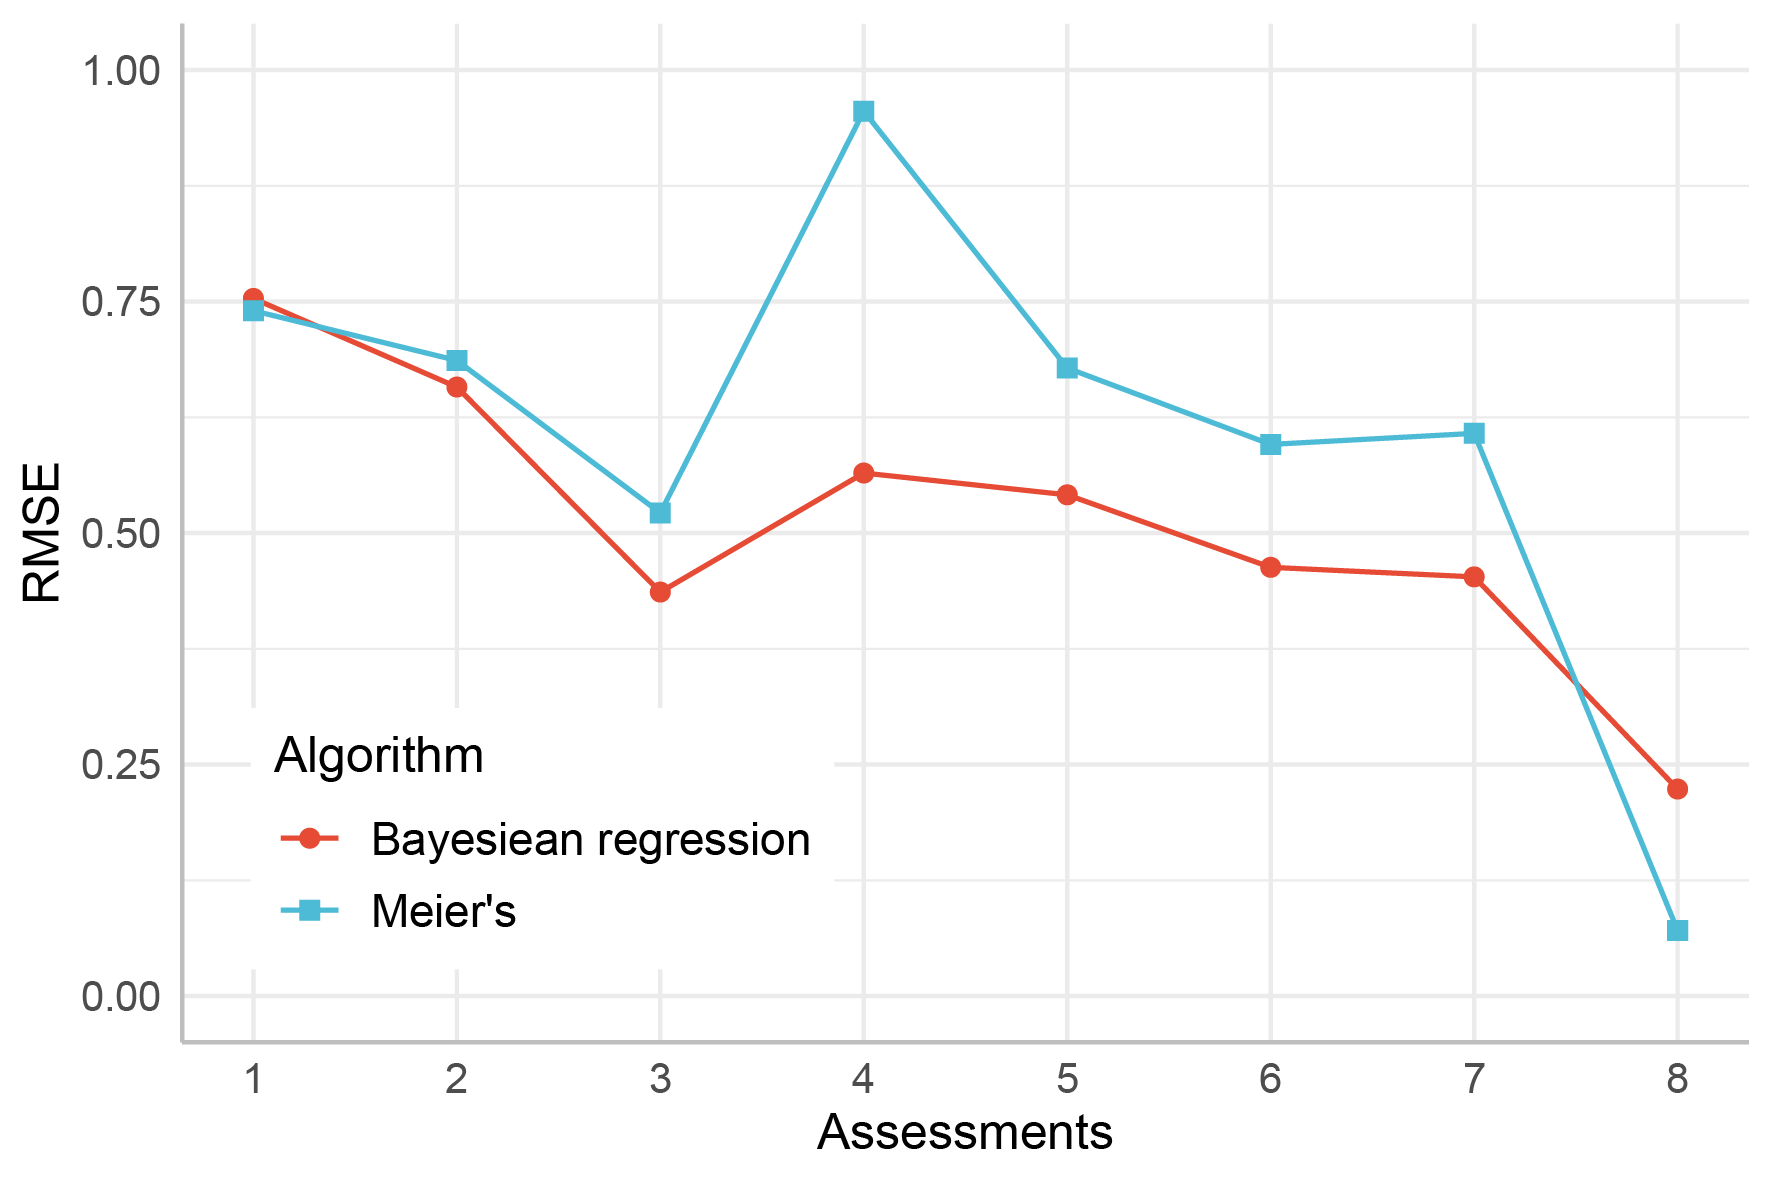 1.00
0.75
0.50
0.25
0.00
RMSE
Algorithm
Bayesiean regression
Meier's
1 2 3 4 5 6 7 8
Assessments